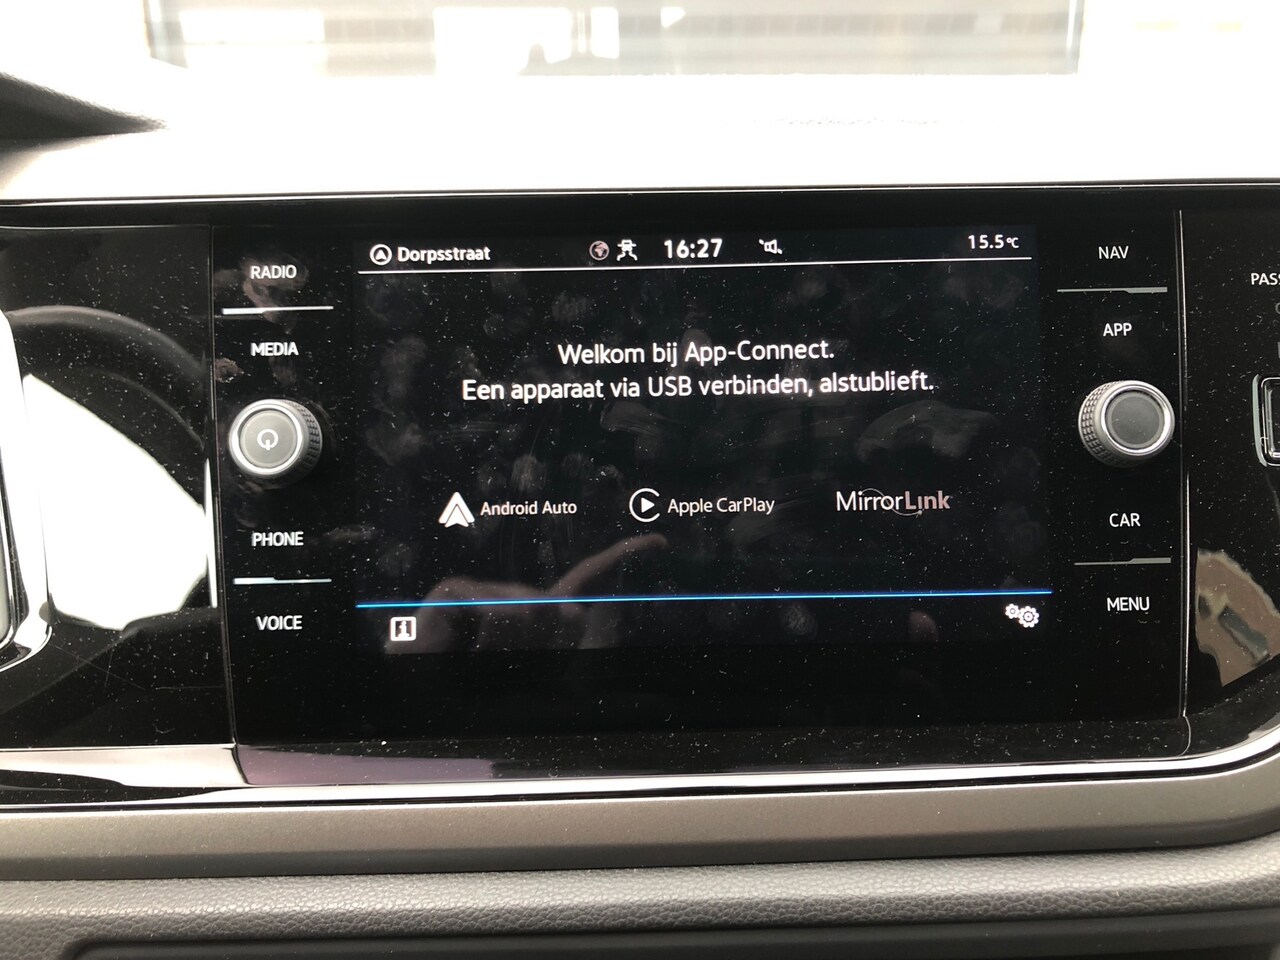 Dorpsstraat 16:27 15.5°C
RADIO
MEDIA
PHONE
VOICE
Welkom bij App-Connect.
Een apparaat via USB verbinden, alstublieft.
Android Auto
Apple CarPlay
MirrorLink
NAV
APP
CAR
MENU